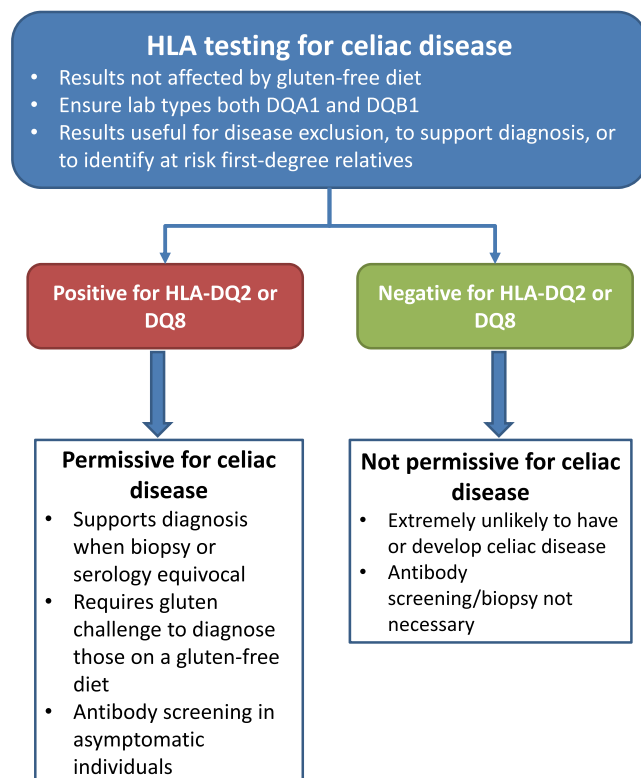 HLA testing for celiac disease
• Results not affected by gluten-free diet
• Ensure lab types both DQA1 and DQB1
• Results useful for disease exclusion, to support diagnosis, or
to identify at risk first-degree relatives
Positive for HLA-DQ2 or
DQ8
Negative for HLA-DQ2 or
DQ8
Permissive for celiac
disease
• Supports diagnosis
when biopsy or
serology equivocal
• Requires gluten
challenge to diagnose
those on a gluten-free
diet
• Antibody screening in
asymptomatic
individuals
Not permissive for celiac
disease
• Extremely unlikely to have
or develop celiac disease
• Antibody
screening/biopsy not
necessary